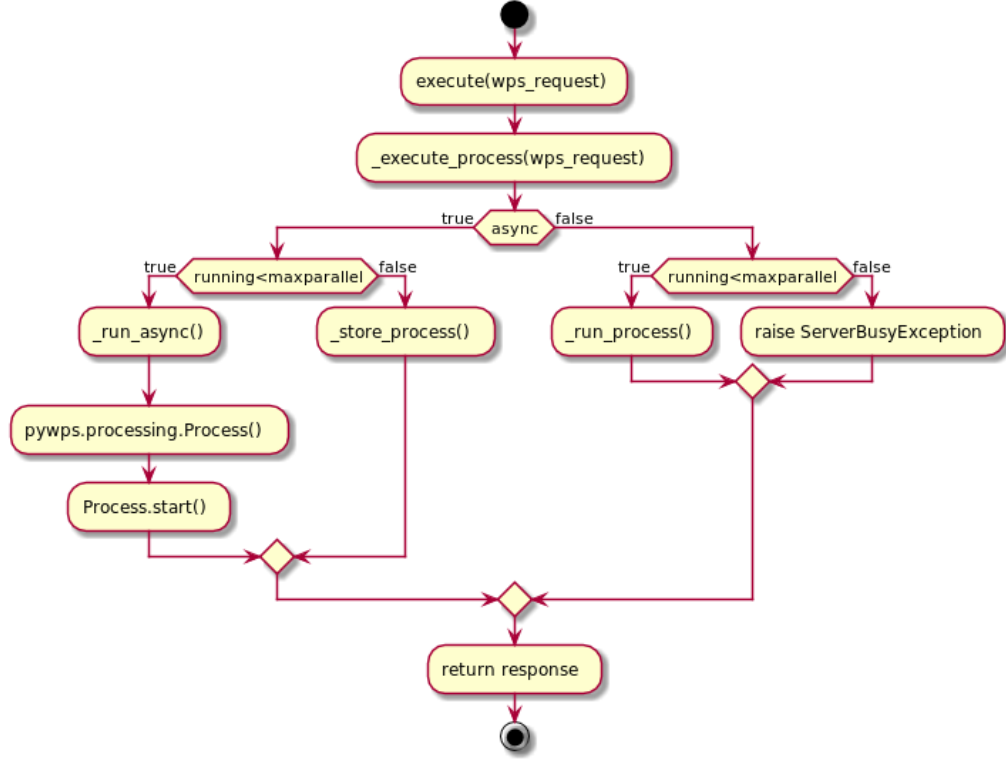 execute(wps_request)
_execute_process(wps_request)
true
async
false
true
running<maxparallel
false
true
running<maxparallel
false
_run_async()
_store_process()
_run_process()
raise ServerBusyException
pywps.processing.Process()
Process.start()
return response